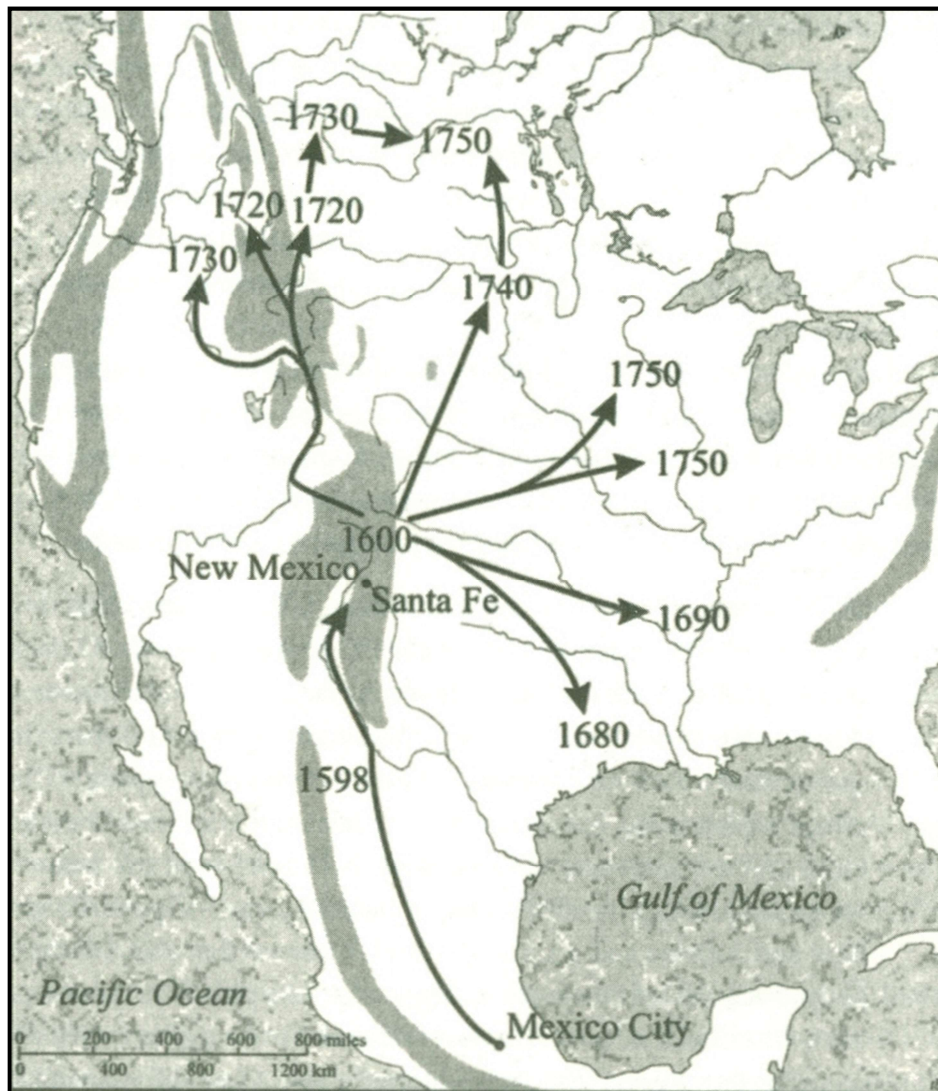 1730
1750
1720
1720
1730
1740
1750
1750
1600
New Mexico
Santa Fe
1690
1680
1598
Gulf of Mexico
Pacific Ocean
Mexico City
0 200 400 600 800 miles
0 400 800 1200 km